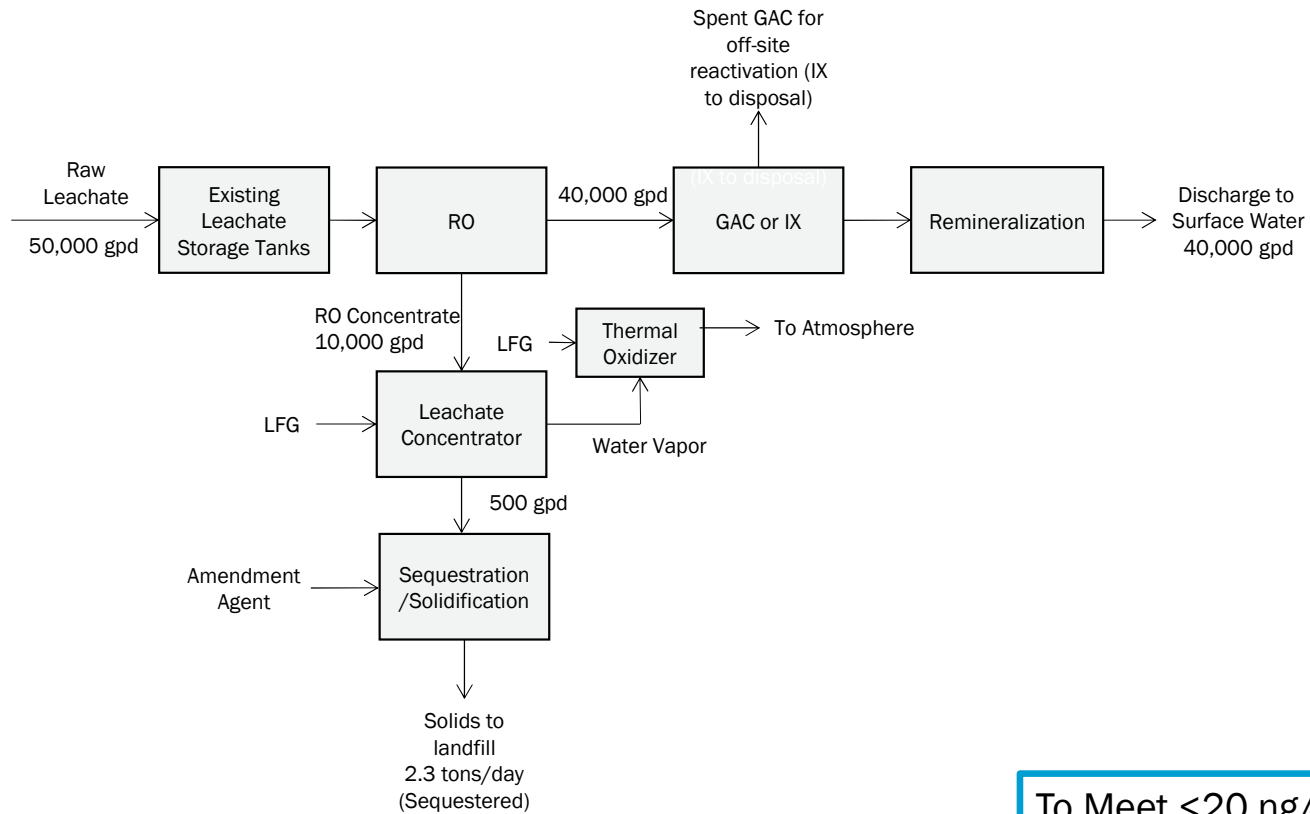 Spent GAC for
off-site
reactivation (IX
to disposal)
Raw
Leachate
50,000 gpd
Existing
Leachate
Storage Tanks
RO
40,000 gpd
(IX to disposal)
GAC or IX
Remineralization
Discharge to
Surface Water
40,000 gpd
RO Concentrate
10,000 gpd
LFG
Thermal
Oxidizer
To Atmosphere
LFG
Leachate
Concentrator
Water Vapor
500 gpd
Amendment
Agent
Sequestration
/Solidification
Solids to
landfill
2.3 tons/day
(Sequestered)
To Meet <20 ng/